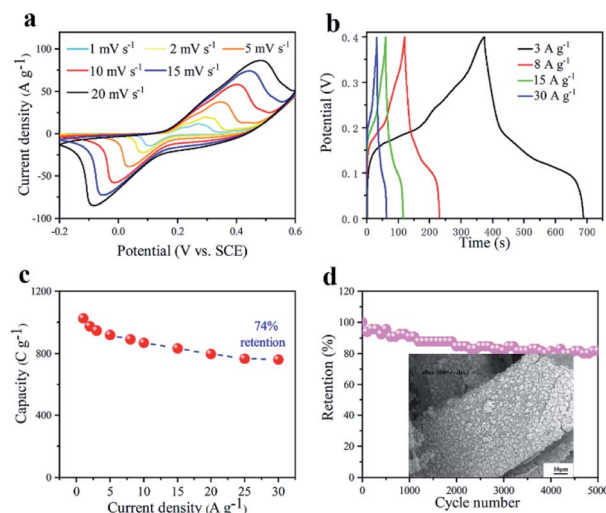 a
1 mV s⁻¹ 2 mV s⁻¹ 5 mV s⁻¹
10 mV s⁻¹ 15 mV s⁻¹
20 mV s⁻¹
Current density (A g⁻¹)
100
50
0
-50
-100
-0.2 0.0 0.2 0.4 0.6
Potential (V vs. SCE)
b
3 A g⁻¹
8 A g⁻¹
15 A g⁻¹
30 A g⁻¹
Potential (V)
0.4
0.3
0.2
0.1
0.0
0 100 200 300 400 500 600 700 800
Time (s)
c
74%
retention
Capacity (C g⁻¹)
1200
800
400
0
0 5 10 15 20 25 30
Current density (A g⁻¹)
d
Retention (%)
100
80
60
40
20
0
after 5000 cycles
10μm
0 1000 2000 3000 4000 5000
Cycle number